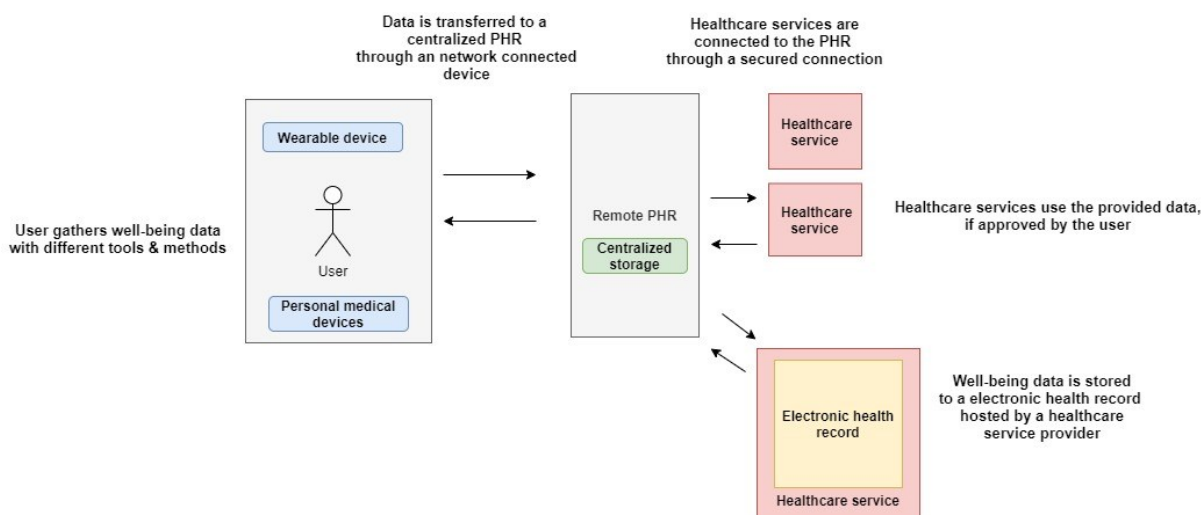 Data is transferred to a
centralized PHR
through an network connected
device
Healthcare services are
connected to the PHR
through a secured connection
Wearable device
User
Personal medical
devices
User gathers well-being data
with different tools & methods
Remote PHR
Centralized
storage
Healthcare
service
Healthcare
service
Healthcare services use the provided data,
if approved by the user
Electronic health
record
Healthcare service
Well-being data is stored
to a electronic health record
hosted by a healthcare
service provider